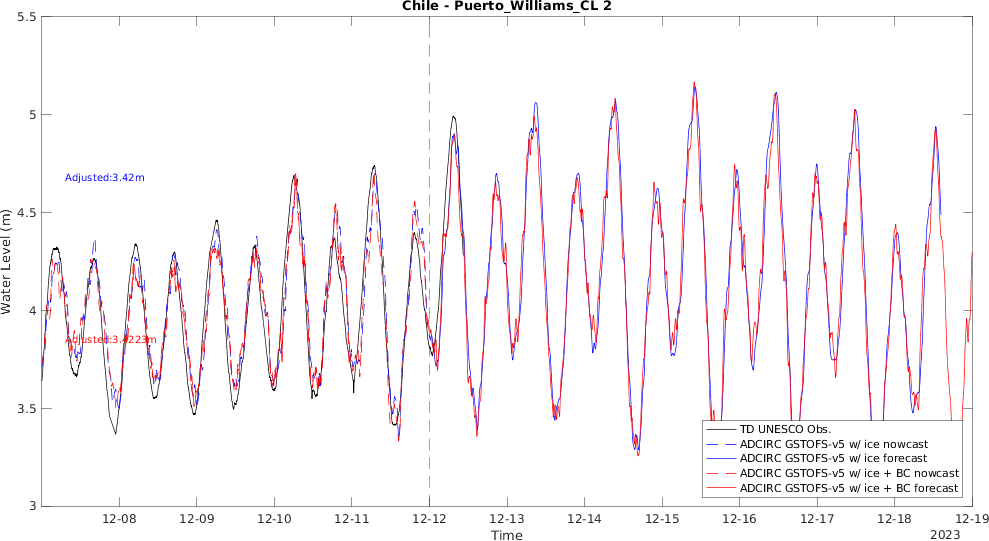 Chile - Puerto_Williams_CL 2
5.5
5
4.5
4
3.5
3
Water Level (m)
Adjusted:3.42m
Adjusted:3.4223m
TD UNESCO Obs.
ADCIRC GSTOFS-v5 w/ ice nowcast
ADCIRC GSTOFS-v5 w/ ice forecast
ADCIRC GSTOFS-v5 w/ ice + BC nowcast
ADCIRC GSTOFS-v5 w/ ice + BC forecast
12-08 12-09 12-10 12-11 12-12 12-13 12-14 12-15 12-16 12-17 12-18 12-19
Time
2023